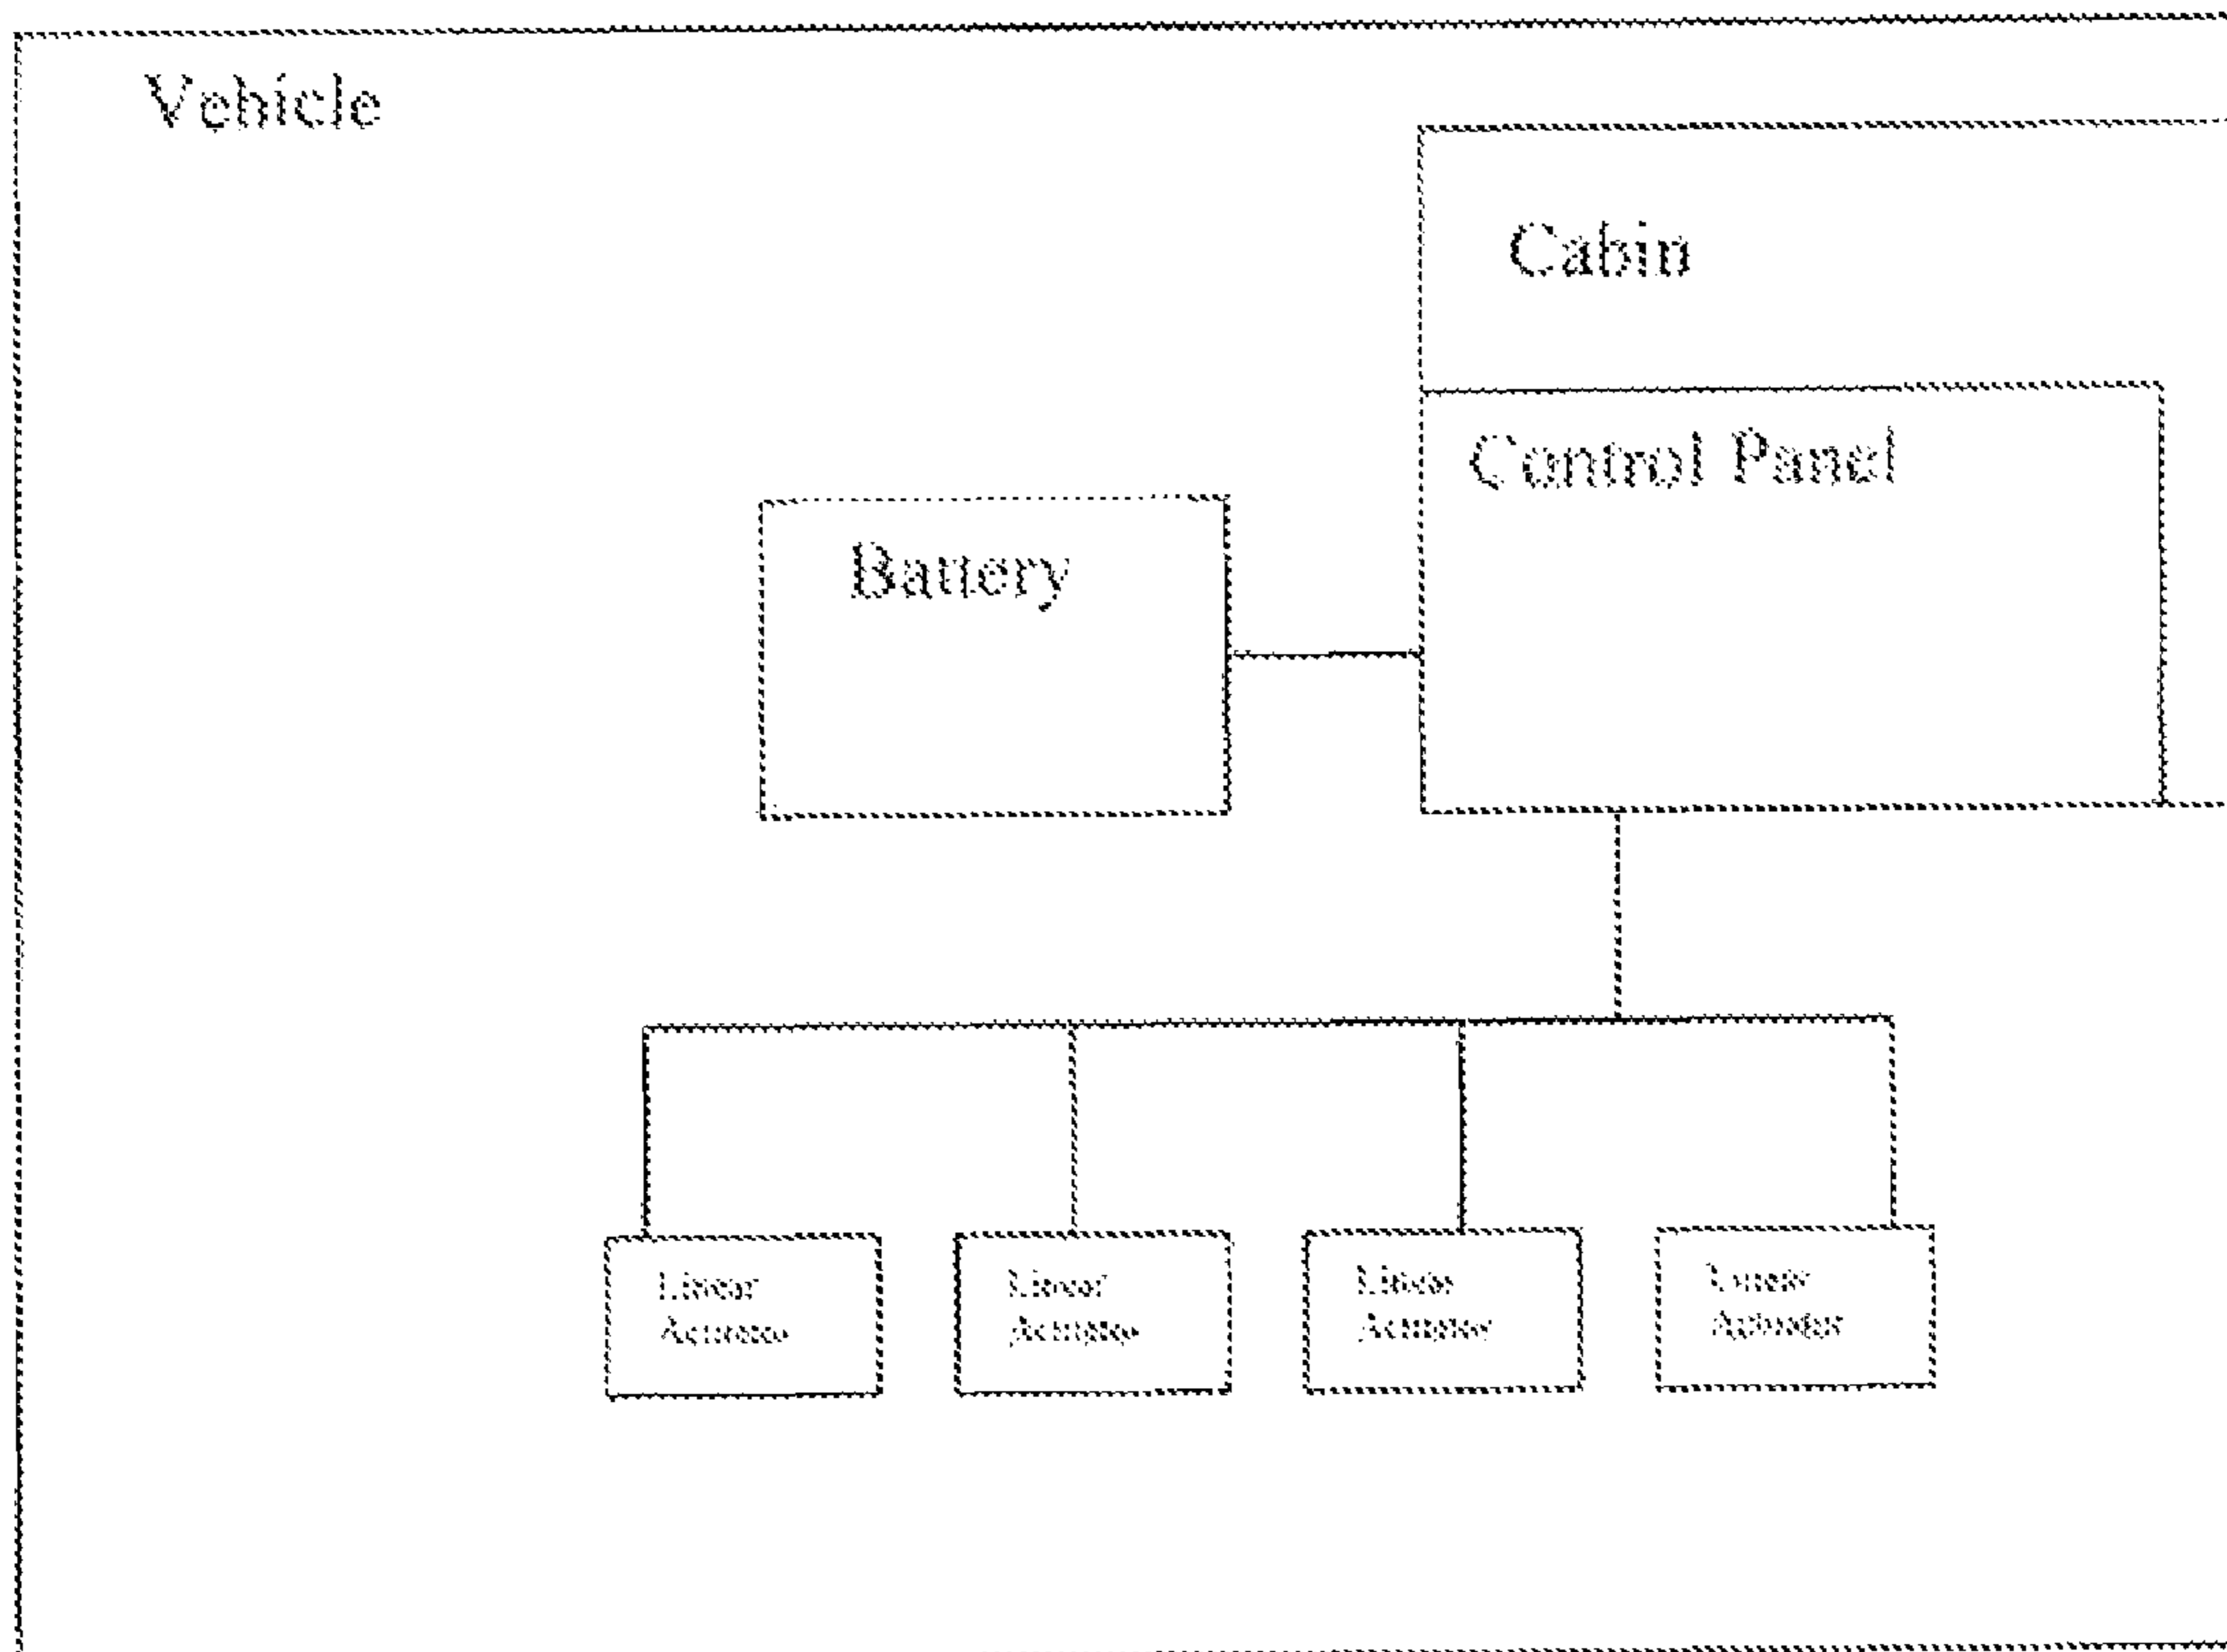 Vehicle
Cabin
Control Panel
Battery
Linear
Actuator
Linear
Actuator
Linear
Actuator
Linear
Actuator